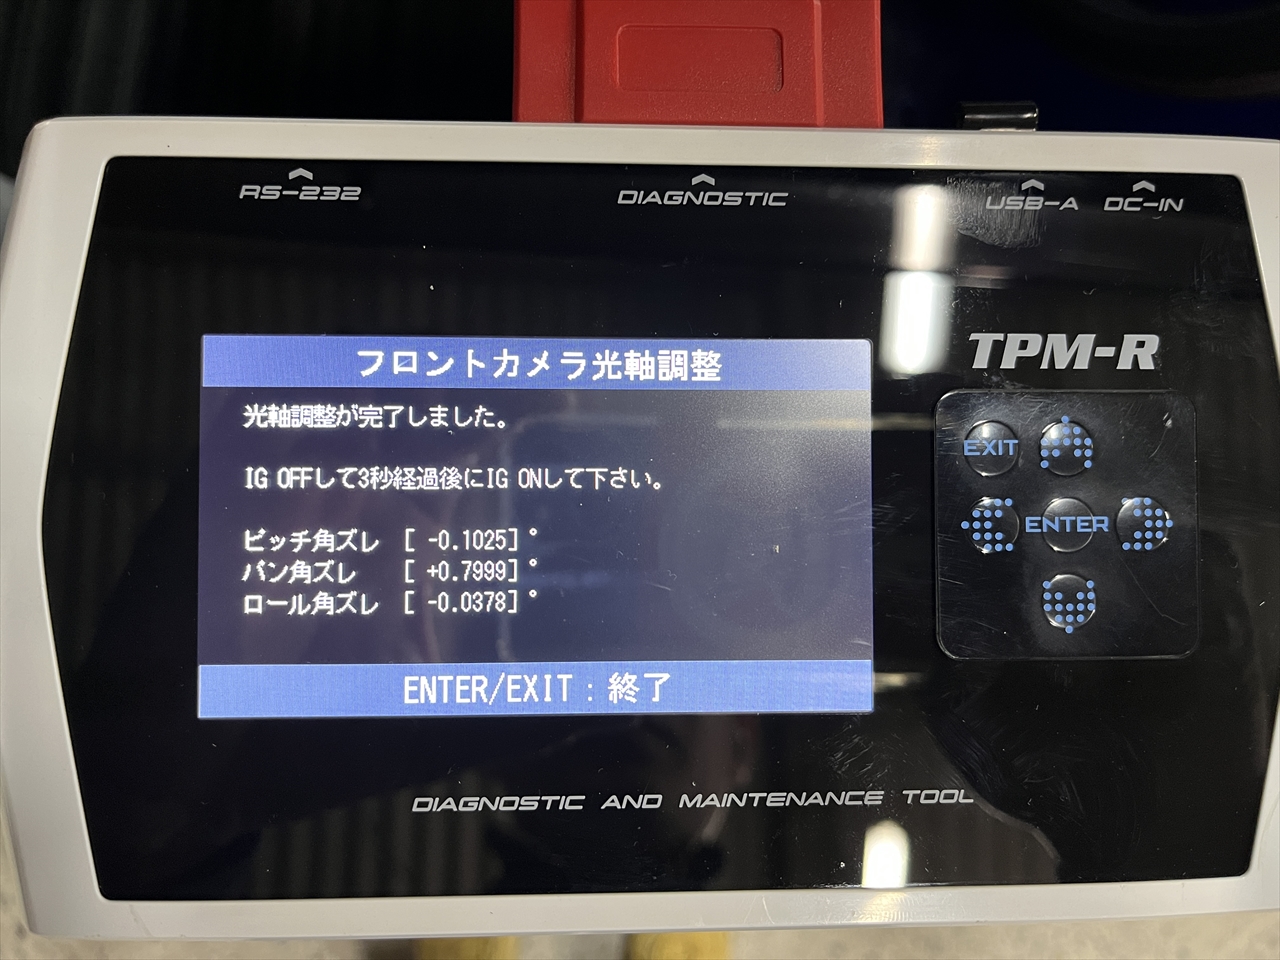 RS-232
DIAGNOSTIC
USB-A
DC-IN
TPM-R
フロントカメラ光軸調整
光軸調整が完了しました。
IG OFFして3秒経過後にIG ONして下さい。
ピッチ角ズレ [ -0.1025]°
パン角ズレ [ +0.7999]°
ロール角ズレ [ -0.0378]°
ENTER/EXIT : 終了
EXIT
ENTER
DIAGNOSTIC AND MAINTENANCE TOOL